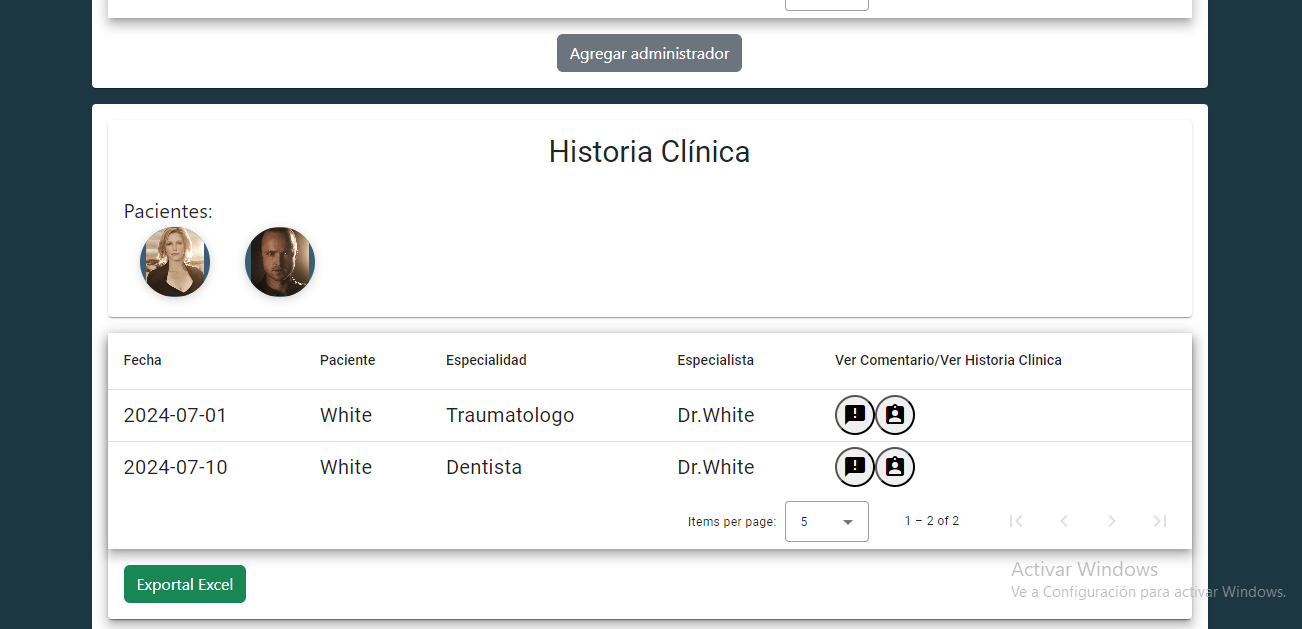 Agregar administrador
Historia Clínica
Pacientes:
Fecha Paciente Especialidad Especialista Ver Comentario/Ver Historia Clinica
2024-07-01 White Traumatologo Dr.White
2024-07-10 White Dentista Dr.White
Items per page: 5 1 – 2 of 2
Exportal Excel
Activar Windows
Ve a Configuración para activar Windows.